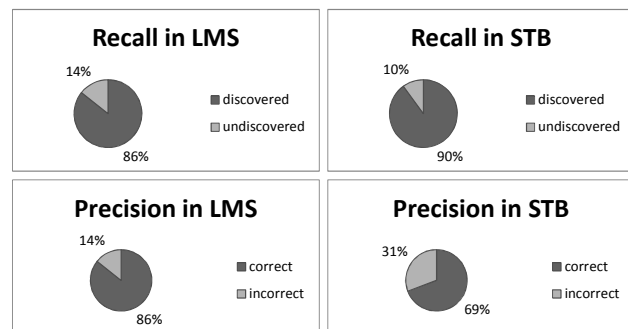 Recall in LMS
14%
discovered
undiscovered
86%
Recall in STB
10%
discovered
undiscovered
90%
Precision in LMS
14%
correct
incorrect
86%
Precision in STB
31%
correct
incorrect
69%